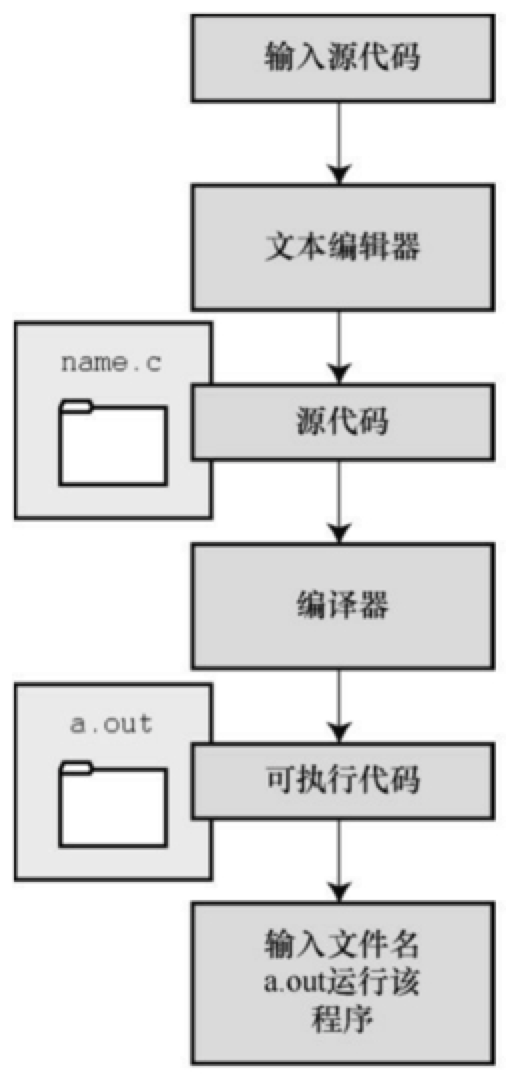 输入源代码
文本编辑器
name.c
源代码
编译器
a.out
可执行代码
输入文件名
a.out运行该
程序